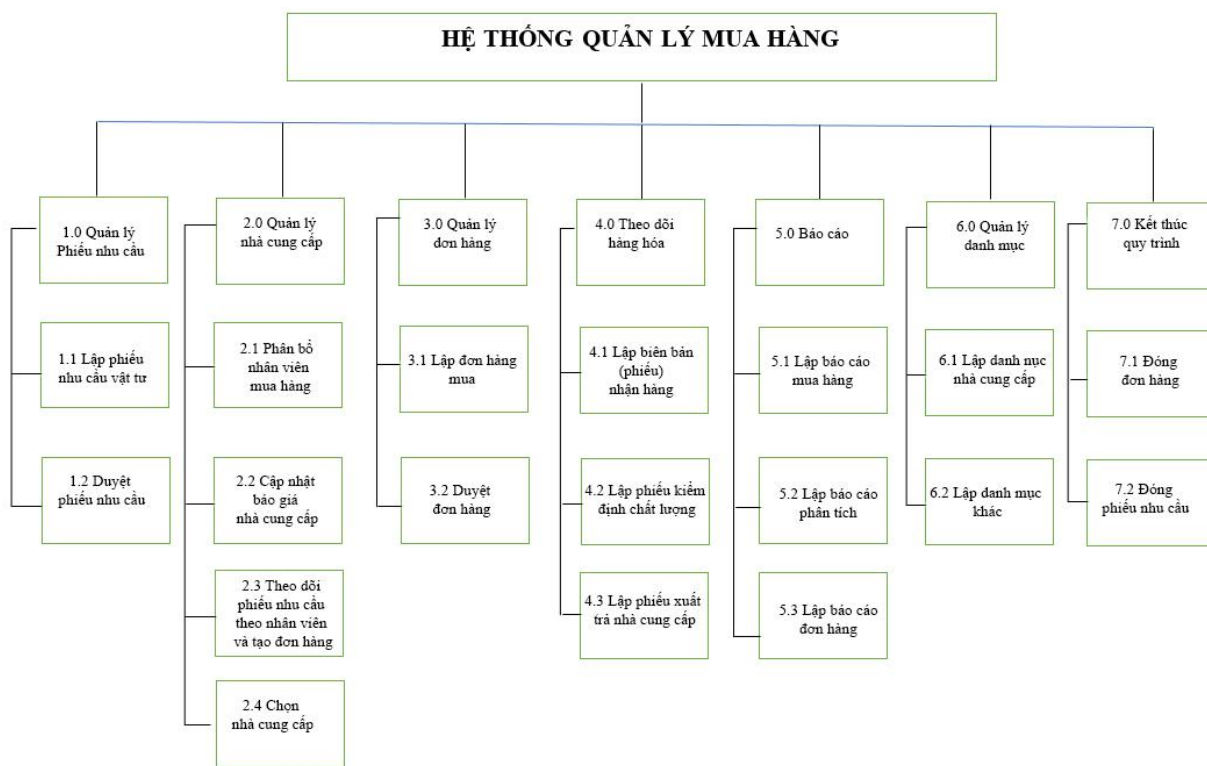 HỆ THỐNG QUẢN LÝ MUA HÀNG
1.0 Quản lý
Phiếu nhu cầu
1.1 Lập phiếu
nhu cầu vật tư
1.2 Duyệt
phiếu nhu cầu
2.0 Quản lý
nhà cung cấp
2.1 Phân bổ
nhân viên
mua hàng
2.2 Cập nhật
báo giá
nhà cung cấp
2.3 Theo dõi
phiếu nhu cầu
theo nhân viên
và tạo đơn hàng
2.4 Chọn
nhà cung cấp
3.0 Quản lý
đơn hàng
3.1 Lập đơn hàng
mua
3.2 Duyệt
đơn hàng
4.0 Theo dõi
hàng hóa
4.1 Lập biên bản
(phiếu)
nhận hàng
4.2 Lập phiếu kiểm
định chất lượng
4.3 Lập phiếu xuất
trả nhà cung cấp
5.0 Báo cáo
5.1 Lập báo cáo
mua hàng
5.2 Lập báo cáo
phân tích
5.3 Lập báo cáo
đơn hàng
6.0 Quản lý
danh mục
6.1 Lập danh nục
nhà cung cấp
6.2 Lập danh mục
khác
7.0 Kết thúc
quy trình
7.1 Đóng
đơn hàng
7.2 Đóng
phiếu nhu cầu